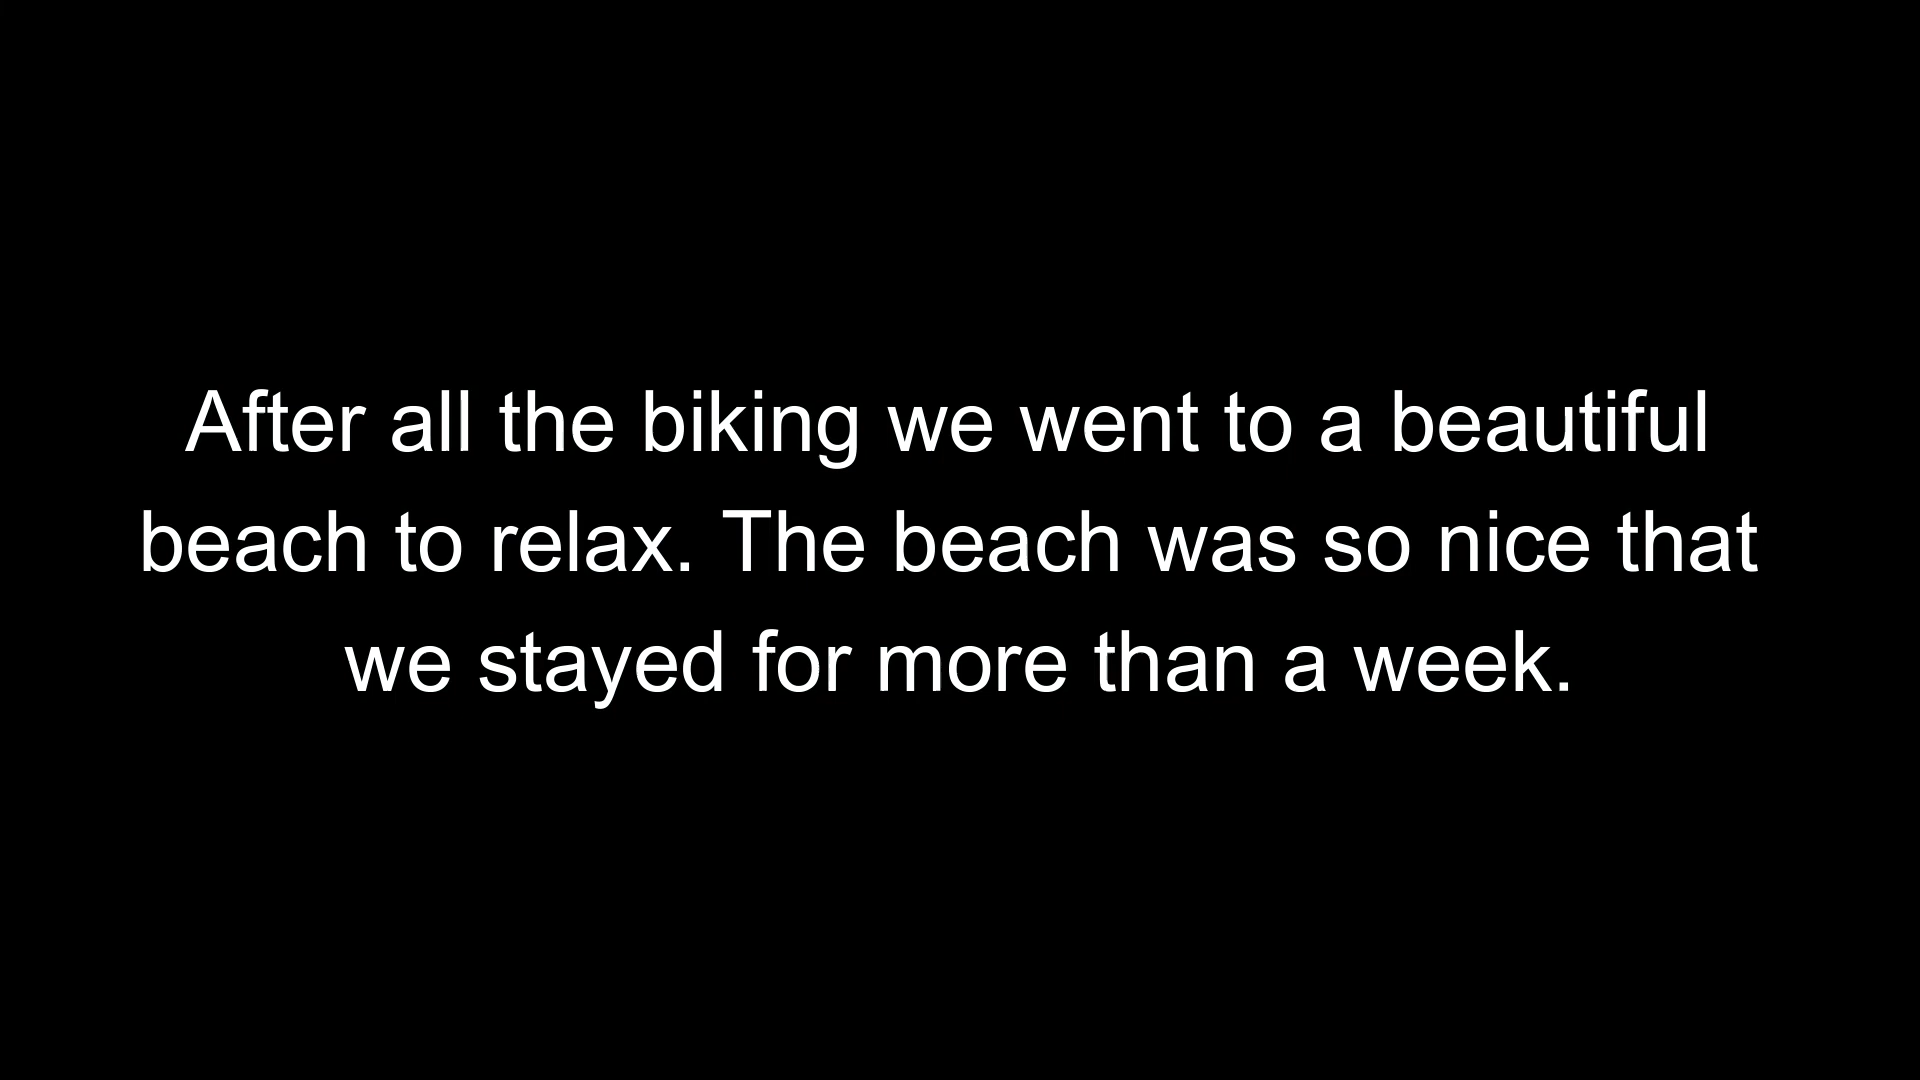 After all the biking we went to a beautiful
beach to relax. The beach was so nice that
we stayed for more than a week.